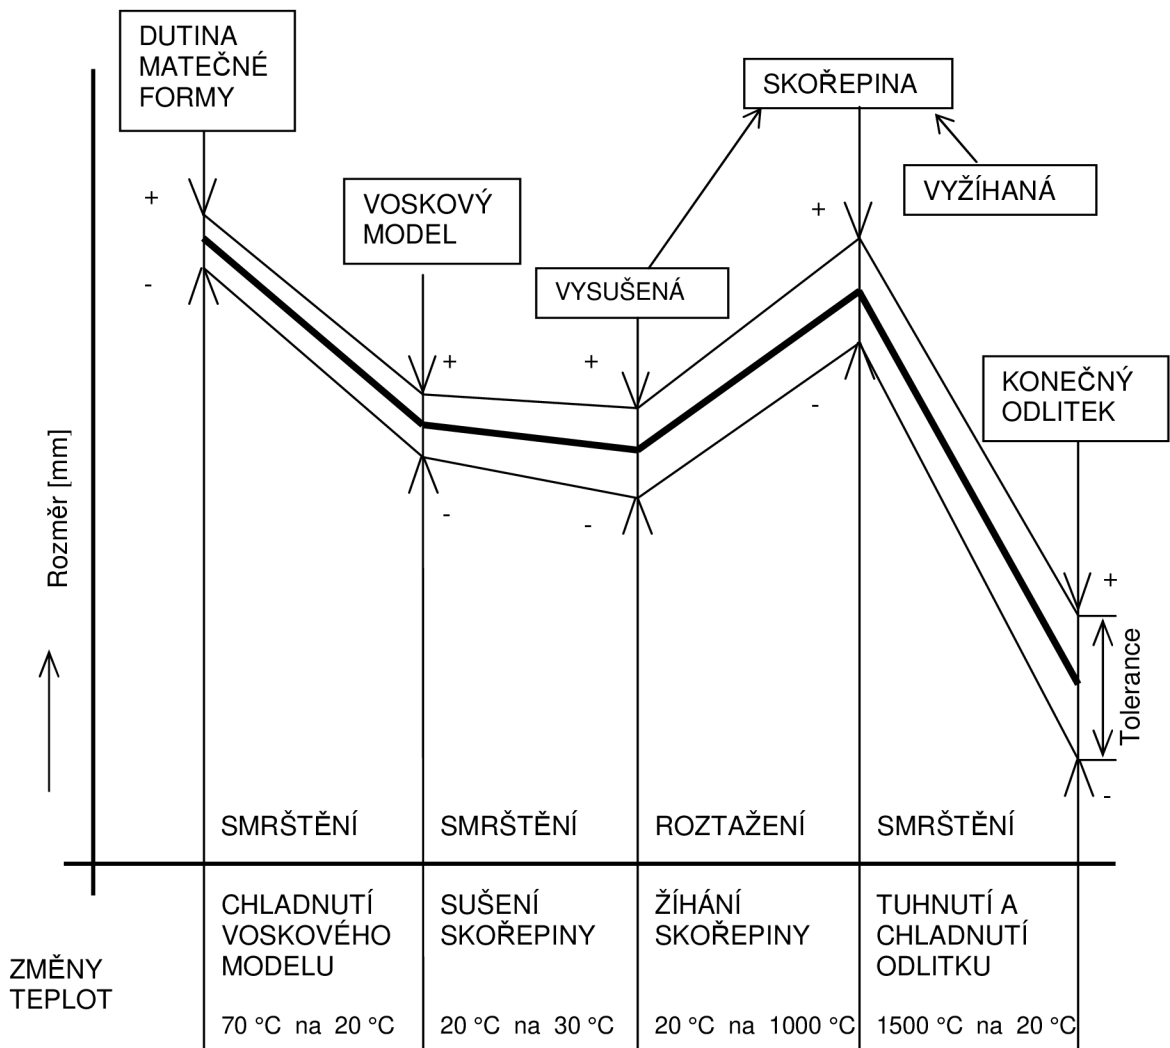 DUTINA
MATEČNÉ
FORMY
SKOŘEPINA
VYŽÍHANÁ
VOSKOVÝ
MODEL
VYSUŠENÁ
KONEČNÝ
ODLITEK
+
-
+
-
+
-
+
-
+
-
Tolerance
Rozměr [mm]
SMRŠTĚNÍ
SMRŠTĚNÍ
ROZTAŽENÍ
SMRŠTĚNÍ
ZMĚNY
TEPLOT
CHLADNUTÍ
VOSKOVÉHO
MODELU
70 °C na 20 °C
SUŠENÍ
SKOŘEPINY
20 °C na 30 °C
ŽÍHÁNÍ
SKOŘEPINY
20 °C na 1000 °C
TUHNUTÍ A
CHLADNUTÍ
ODLITKU
1500 °C na 20 °C